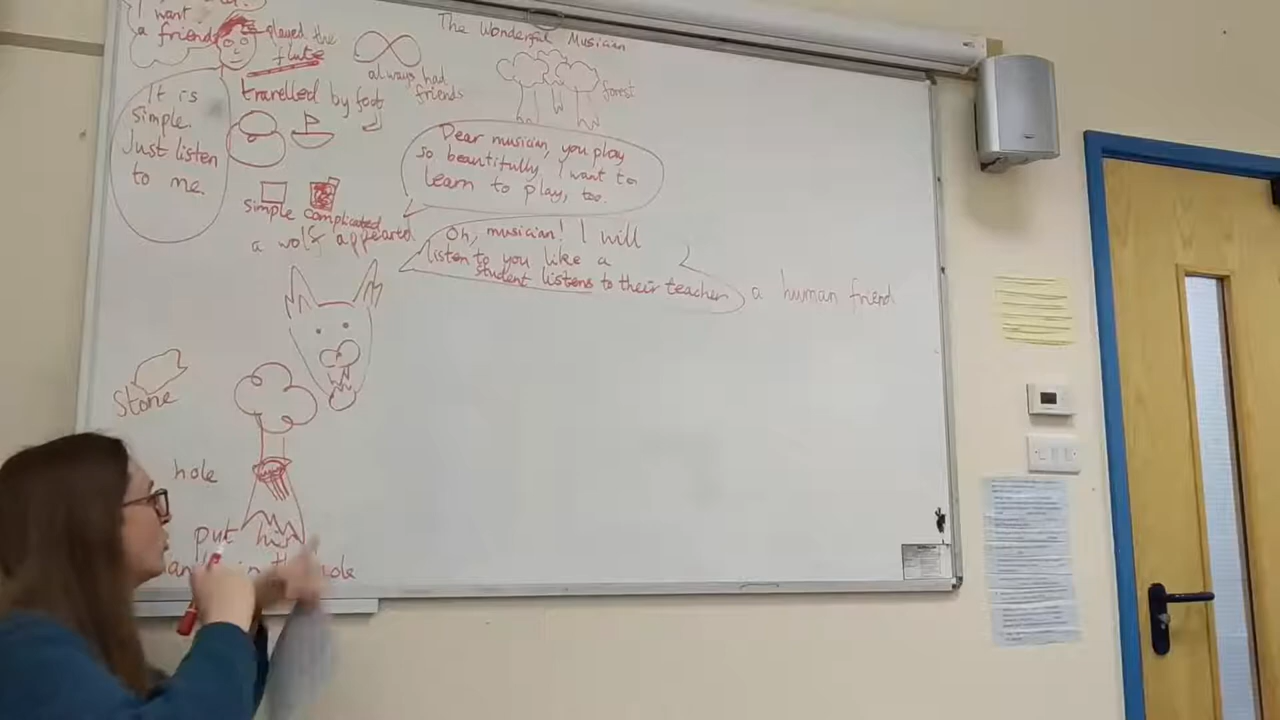 I want
a friend
played the
flute
always had
friends
travelled by foot
It is
simple.
Just listen
to me.
simple complicated
a wolf appeared
The Wonderful Musician
forest
Dear musician, you play
so beautifully, I want to
learn to play, too.
Oh, musician! I will
listen to you like a
student listens to their teacher
a human friend
Stone
hole
put his
in the hole